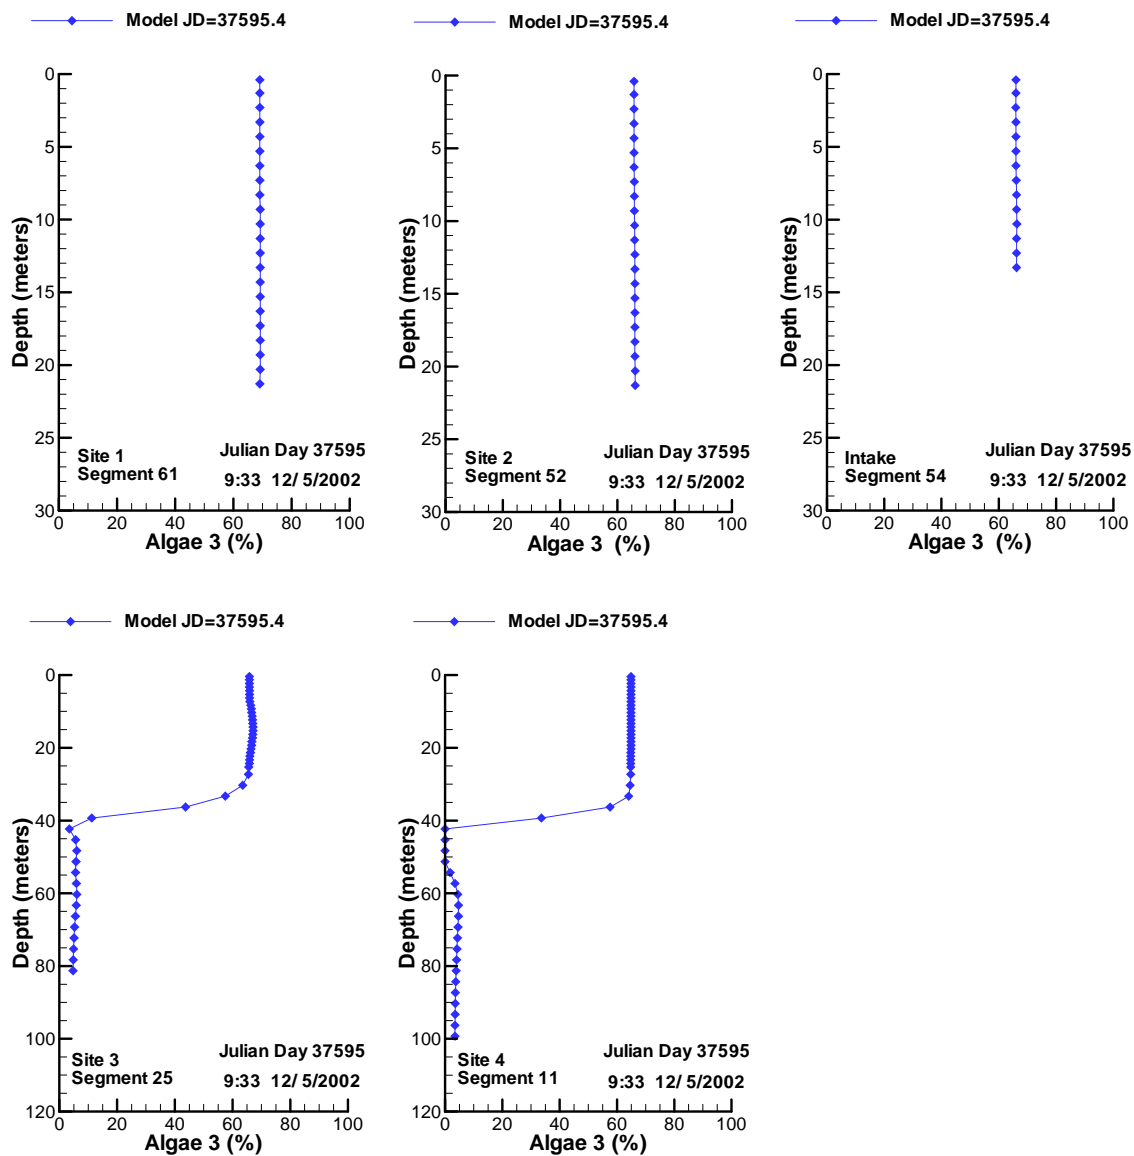 Model JD=37595.4
0
5
10
15
20
25
30
Depth (meters)
Site 1
Segment 61
Julian Day 37595
9:33 12/ 5/2002
0 20 40 60 80 100
Algae 3 (%)
Model JD=37595.4
0
5
10
15
20
25
30
Depth (meters)
Site 2
Segment 52
Julian Day 37595
9:33 12/ 5/2002
0 20 40 60 80 100
Algae 3 (%)
Model JD=37595.4
0
5
10
15
20
25
30
Depth (meters)
Intake
Segment 54
Julian Day 37595
9:33 12/ 5/2002
0 20 40 60 80 100
Algae 3 (%)
Model JD=37595.4
0
20
40
60
80
100
120
Depth (meters)
Site 3
Segment 25
Julian Day 37595
9:33 12/ 5/2002
0 20 40 60 80 100
Algae 3 (%)
Model JD=37595.4
0
20
40
60
80
100
120
Depth (meters)
Site 4
Segment 11
Julian Day 37595
9:33 12/ 5/2002
0 20 40 60 80 100
Algae 3 (%)